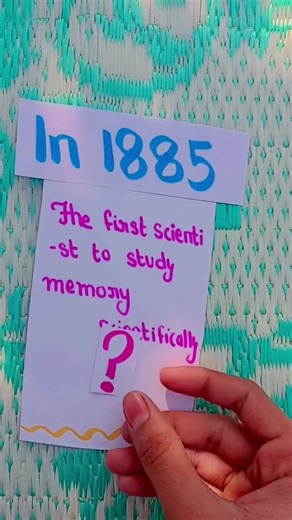 In 1885
The first scienti
-st to study
memory
scientifically
?